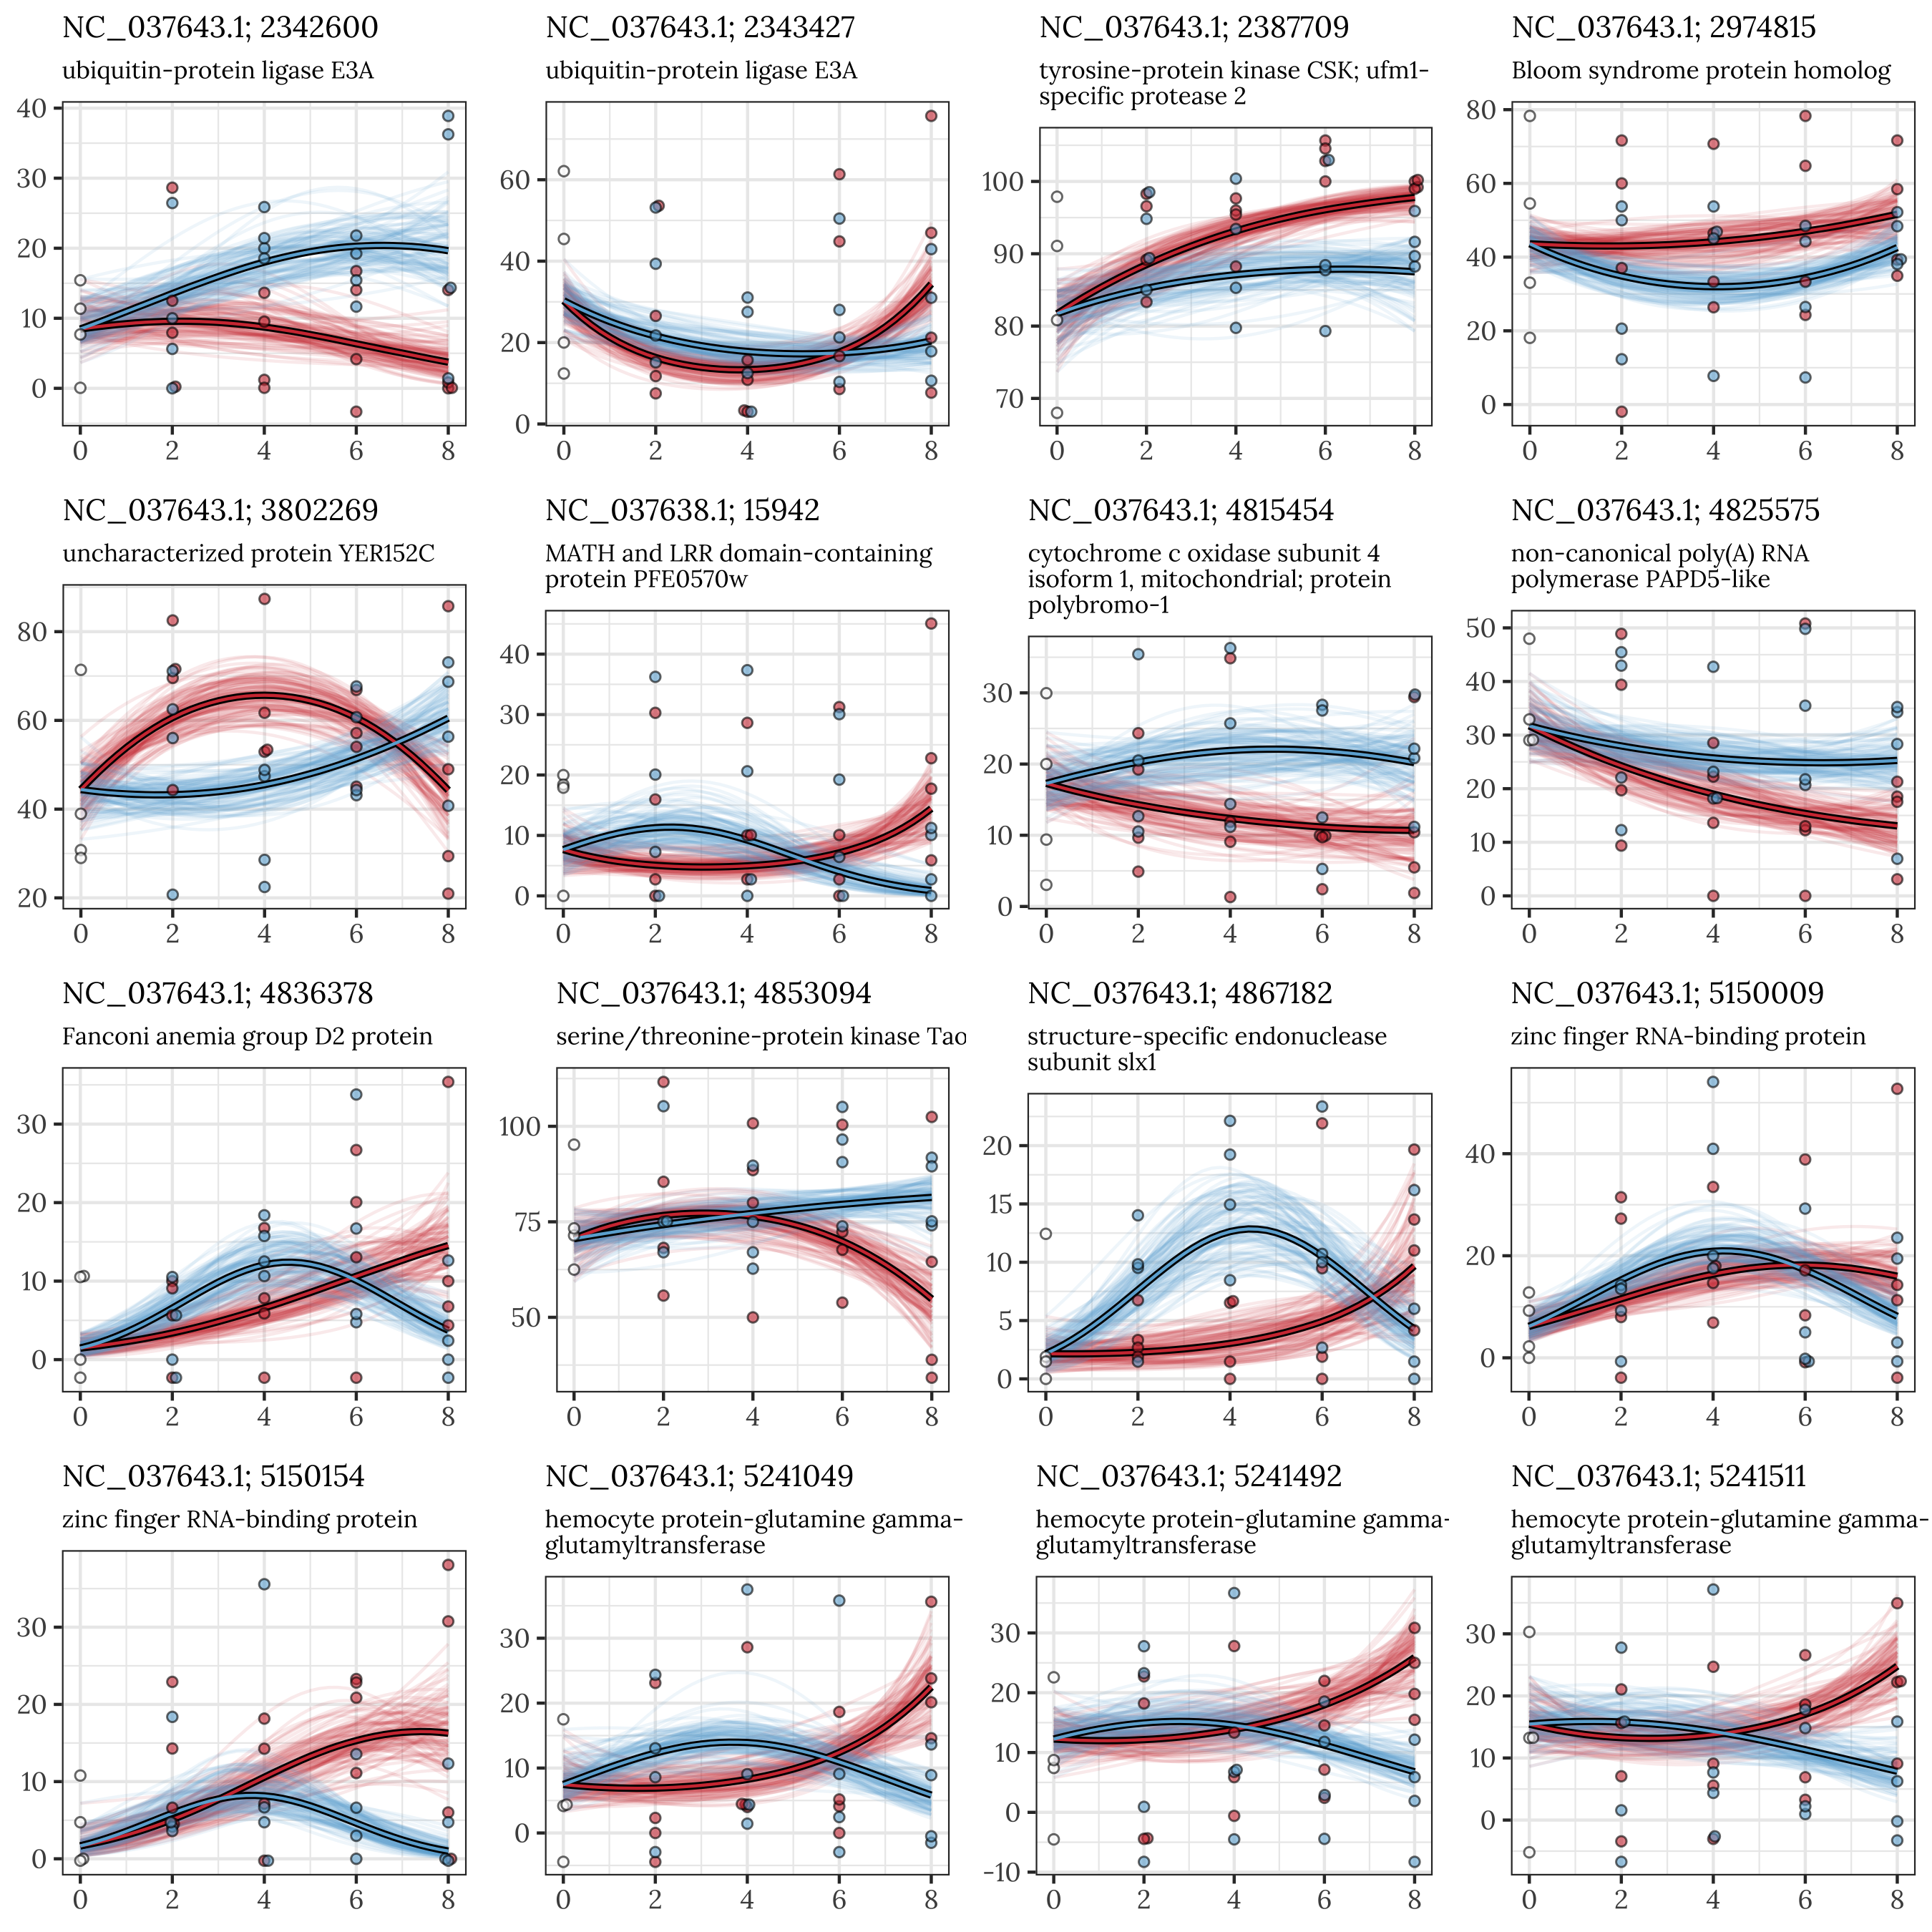 NC_037643.1; 2342600
ubiquitin-protein ligase E3A
40
30
20
10
0
0 2 4 6 8
NC_037643.1; 2343427
ubiquitin-protein ligase E3A
60
40
20
0
0 2 4 6 8
NC_037643.1; 2387709
tyrosine-protein kinase CSK; ufm1-
specific protease 2
100
90
80
70
0 2 4 6 8
NC_037643.1; 2974815
Bloom syndrome protein homolog
80
60
40
20
0
0 2 4 6 8
NC_037643.1; 3802269
uncharacterized protein YER152C
80
60
40
20
0 2 4 6 8
NC_037638.1; 15942
MATH and LRR domain-containing
protein PFE0570w
40
30
20
10
0
0 2 4 6 8
NC_037643.1; 4815454
cytochrome c oxidase subunit 4
isoform 1, mitochondrial; protein
polybromo-1
30
20
10
0
0 2 4 6 8
NC_037643.1; 4825575
non-canonical poly(A) RNA
polymerase PAPD5-like
50
40
30
20
10
0
0 2 4 6 8
NC_037643.1; 4836378
Fanconi anemia group D2 protein
30
20
10
0
0 2 4 6 8
NC_037643.1; 4853094
serine/threonine-protein kinase Tao
100
75
50
0 2 4 6 8
NC_037643.1; 4867182
structure-specific endonuclease
subunit slx1
20
15
10
5
0
0 2 4 6 8
NC_037643.1; 5150009
zinc finger RNA-binding protein
40
20
0
0 2 4 6 8
NC_037643.1; 5150154
zinc finger RNA-binding protein
30
20
10
0
0 2 4 6 8
NC_037643.1; 5241049
hemocyte protein-glutamine gamma-
glutamyltransferase
30
20
10
0
0 2 4 6 8
NC_037643.1; 5241492
hemocyte protein-glutamine gamma-
glutamyltransferase
30
20
10
0
-10
0 2 4 6 8
NC_037643.1; 5241511
hemocyte protein-glutamine gamma-
glutamyltransferase
30
20
10
0
0 2 4 6 8